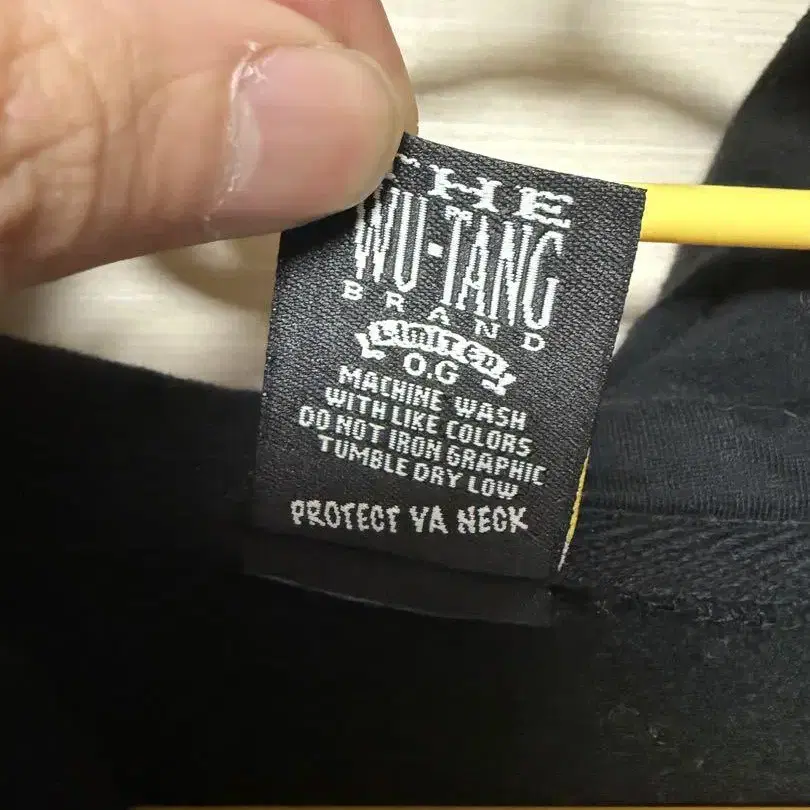 THE
WU-TANG
BRAND
LIMITED
O.G
MACHINE WASH
WITH LIKE COLORS
DO NOT IRON GRAPHIC
TUMBLE DRY LOW
PROTECT YA NECK